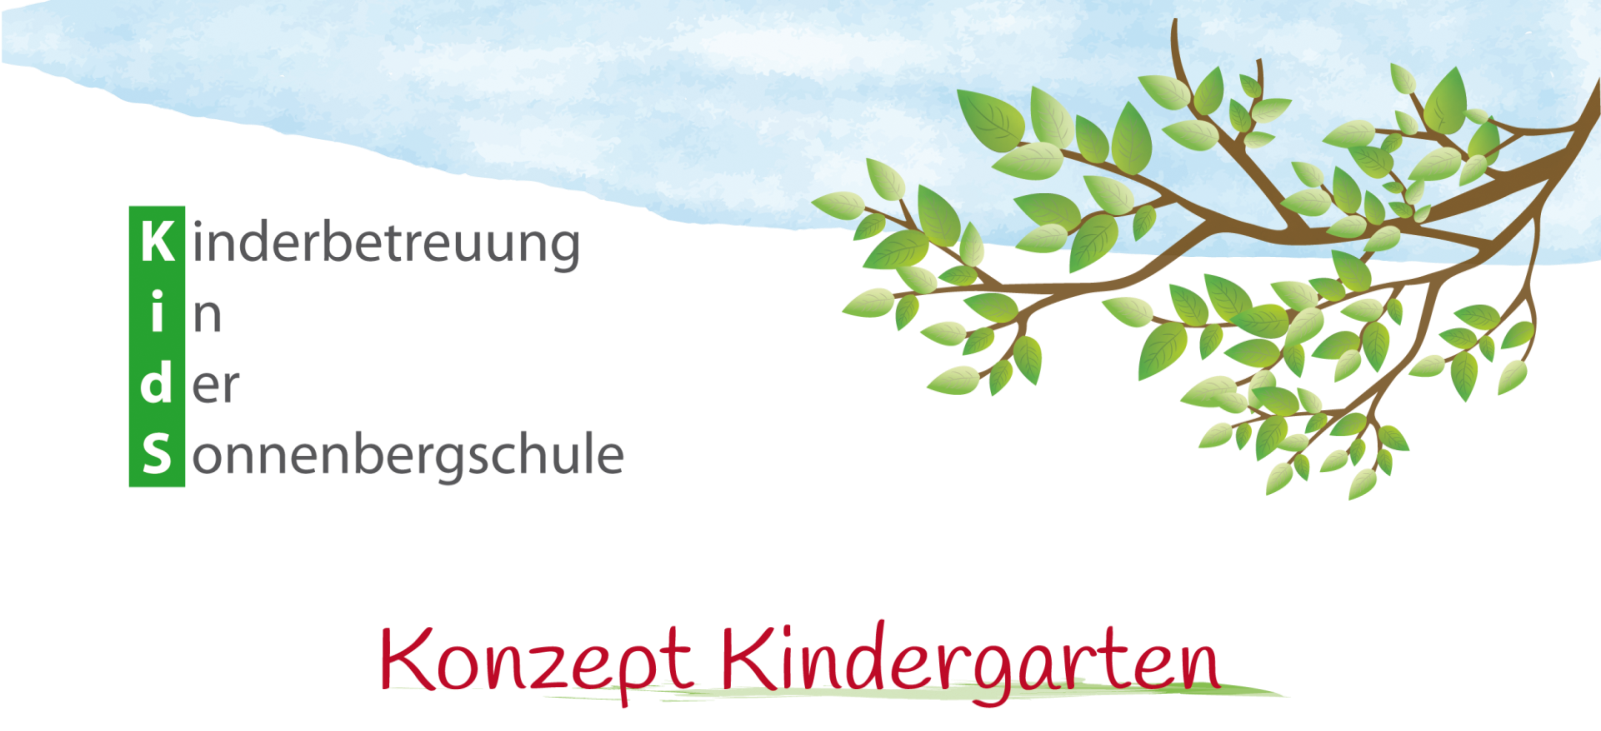 Kinderbetreuung
in
der
Sonnenbergschule
Konzept Kindergarten